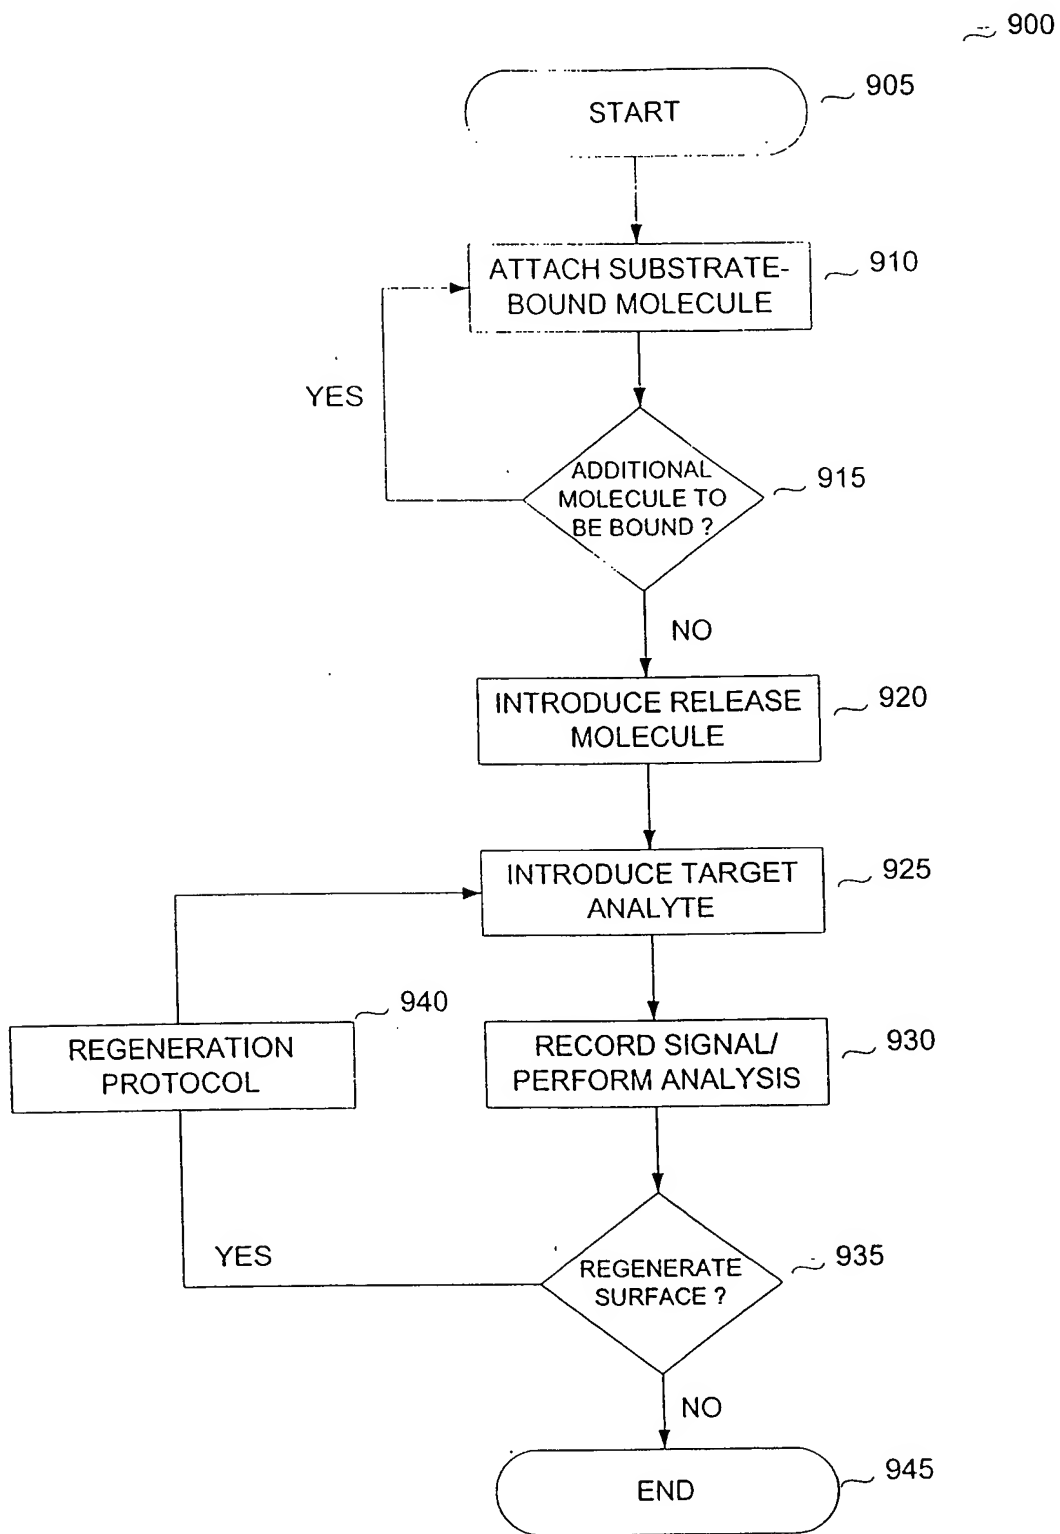 900
START
905
ATTACH SUBSTRATE-
BOUND MOLECULE
910
YES
ADDITIONAL
MOLECULE TO
BE BOUND ?
915
NO
INTRODUCE RELEASE
MOLECULE
920
INTRODUCE TARGET
ANALYTE
925
940
REGENERATION
PROTOCOL
RECORD SIGNAL/
PERFORM ANALYSIS
930
YES
REGENERATE
SURFACE ?
935
NO
END
945